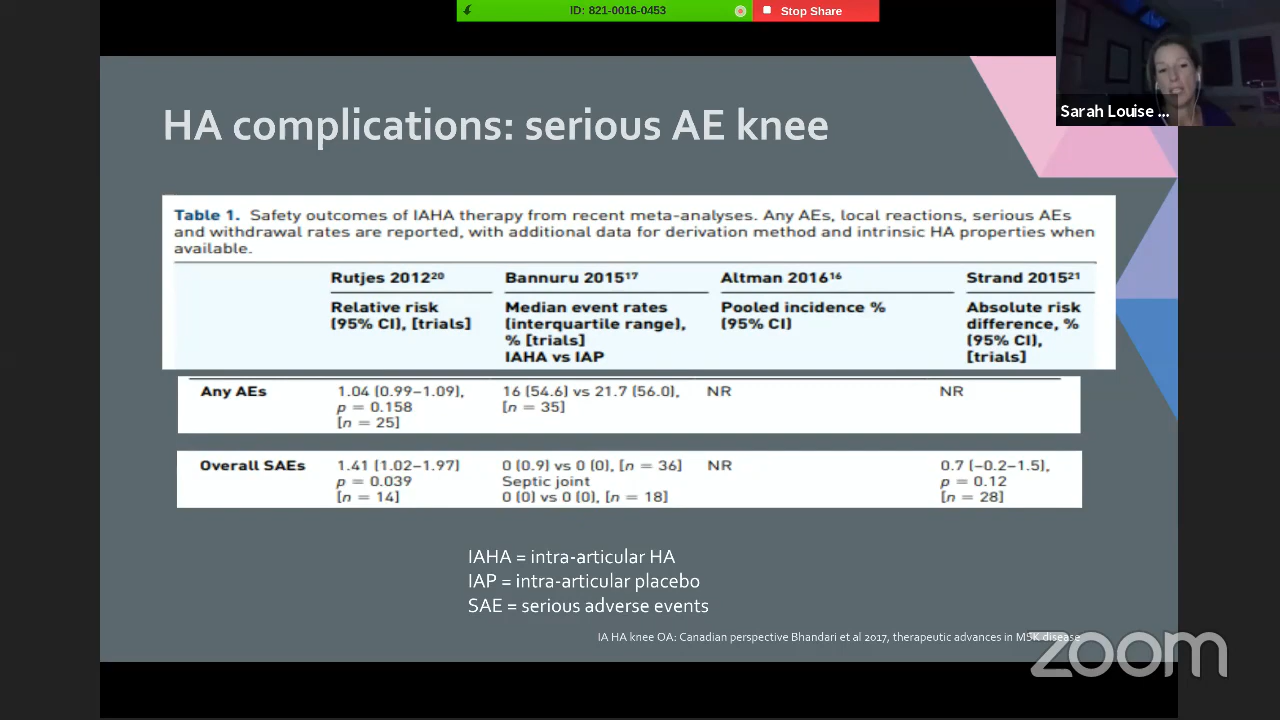 ID: 821-0016-0453
Stop Share
Sarah Louise ...
HA complications: serious AE knee
Table 1. Safety outcomes of IAHA therapy from recent meta-analyses. Any AEs, local reactions, serious AEs
and withdrawal rates are reported, with additional data for derivation method and intrinsic HA properties when
available.
Rutjes 2012²⁰ Bannuru 2015¹⁷ Altman 2016¹⁶ Strand 2015²¹
Relative risk Median event rates Pooled incidence % Absolute risk
(95% CI), [trials] (interquartile range), (95% CI) difference, %
% [trials] (95% CI),
IAHA vs IAP [trials]
Any AEs 1.04 (0.99–1.09), 16 (54.6) vs 21.7 (56.0), NR NR
p = 0.158 [n = 35]
[n = 25]
Overall SAEs 1.41 (1.02–1.97) 0 (0.9) vs 0 (0), [n = 36] NR 0.7 (-0.2–1.5),
p = 0.039 Septic joint p = 0.12
[n = 14] 0 (0) vs 0 (0), [n = 18] [n = 28]
IAHA = intra-articular HA
IAP = intra-articular placebo
SAE = serious adverse events
IA HA knee OA: Canadian perspective Bhandari et al 2017, therapeutic advances in MSK disease
zoom